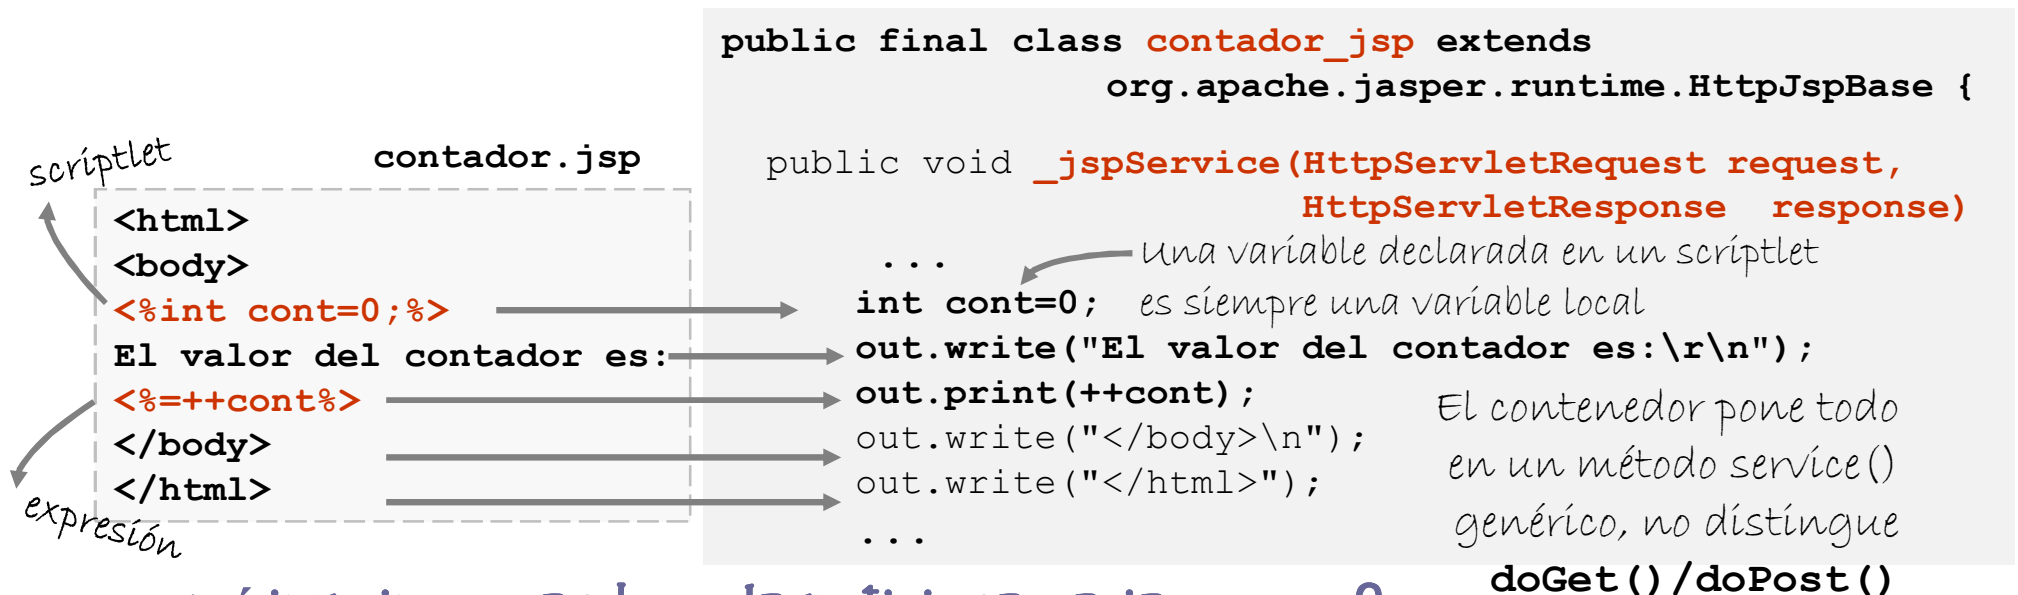 public final class contador_jsp extends
org.apache.jasper.runtime.HttpJspBase {
scriptlet
contador.jsp
public void _jspService(HttpServletRequest request,
HttpServletResponse response)
<html>
<body>
<%int cont=0;%>
El valor del contador es:
<%=++cont%>
</body>
</html>
expresión
...
Una variable declarada en un scriptlet
es siempre una variable local
int cont=0;
out.write("El valor del contador es:\r\n");
out.print(++cont);
out.write("</body>\n");
out.write("</html>");
...
El contenedor pone todo
en un método service()
genérico, no distingue
doGet()/doPost()